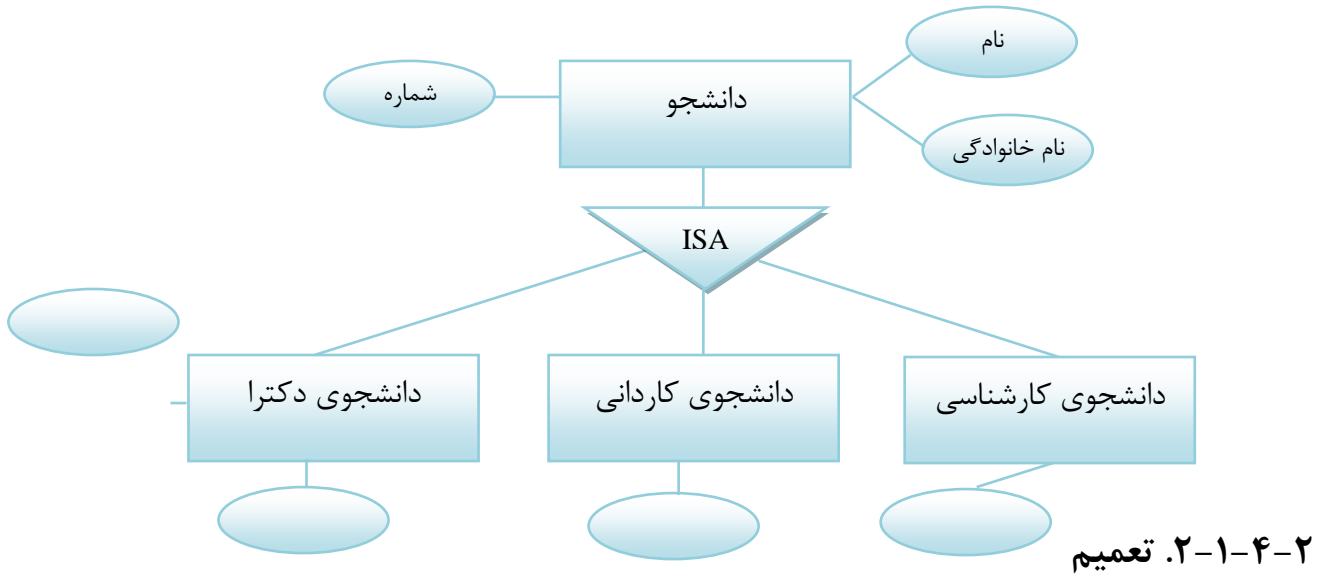 نام
دانشجو
شماره
نام خانوادگی
ISA
دانشجوی کارشناسی
دانشجوی کاردانی
دانشجوی دکترا
۲-۱-۴-۲. تعمیم